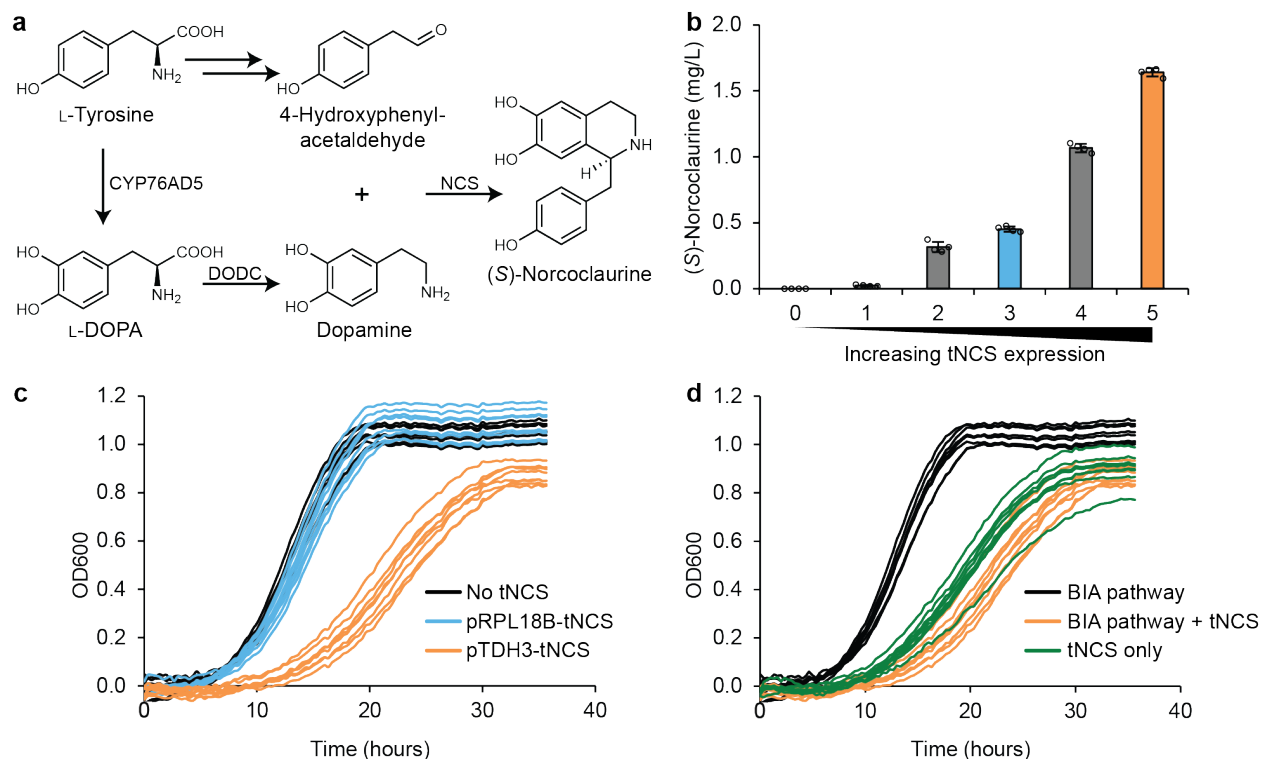 a
COOH
NH2
HO
L-Tyrosine
O
HO
4-Hydroxyphenyl-
acetaldehyde
CYP76AD5
+
NCS
HO
HO
NH
H
HO
(S)-Norcoclaurine
HO
HO
COOH
NH2
L-DOPA
DODC
HO
HO
NH2
Dopamine
b
(S)-Norcoclaurine (mg/L)
2.0
1.5
1.0
0.5
0.0
0 1 2 3 4 5
Increasing tNCS expression
c
OD600
1.2
1.0
0.8
0.6
0.4
0.2
0.0
No tNCS
pRPL18B-tNCS
pTDH3-tNCS
0 10 20 30 40
Time (hours)
d
OD600
1.2
1.0
0.8
0.6
0.4
0.2
0.0
BIA pathway
BIA pathway + tNCS
tNCS only
0 10 20 30 40
Time (hours)